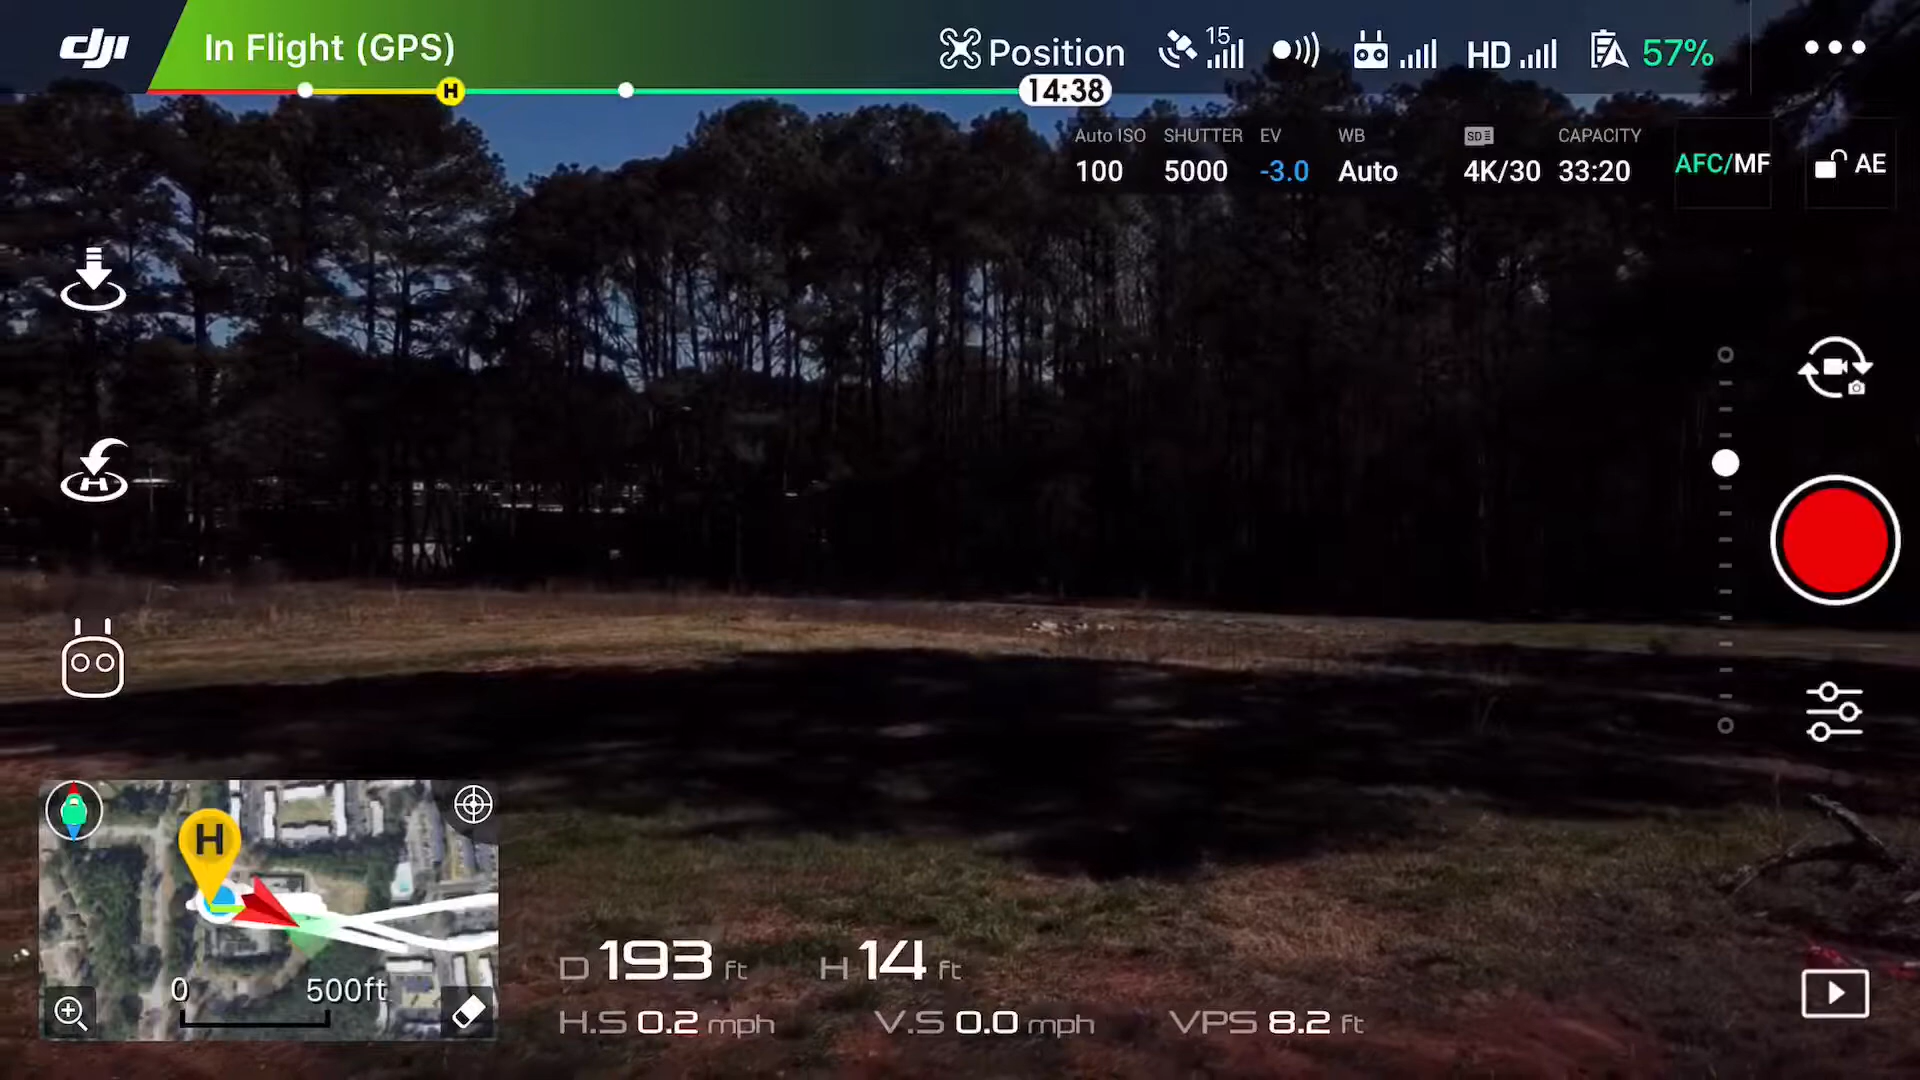 dji In Flight (GPS) Position 15 HD 57%
H 14:38
Auto ISO SHUTTER EV WB SD CAPACITY
100 5000 -3.0 Auto 4K/30 33:20 AFC/MF AE
H
H
0 500ft
D 193 ft H 14 ft
H.S 0.2 mph V.S 0.0 mph VPS 8.2 ft